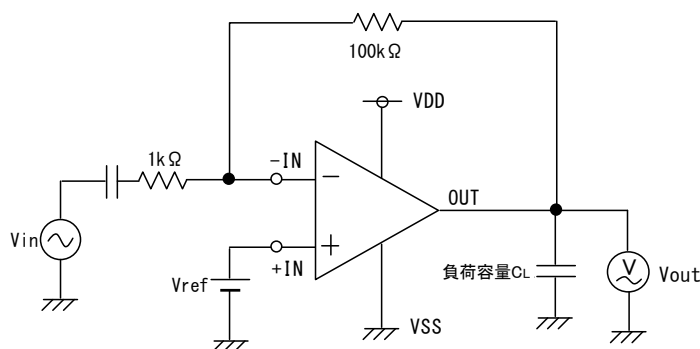 100kΩ
VDD
1kΩ
-IN
−
OUT
Vin
+
+IN
Vref
負荷容量CL
V
Vout
VSS